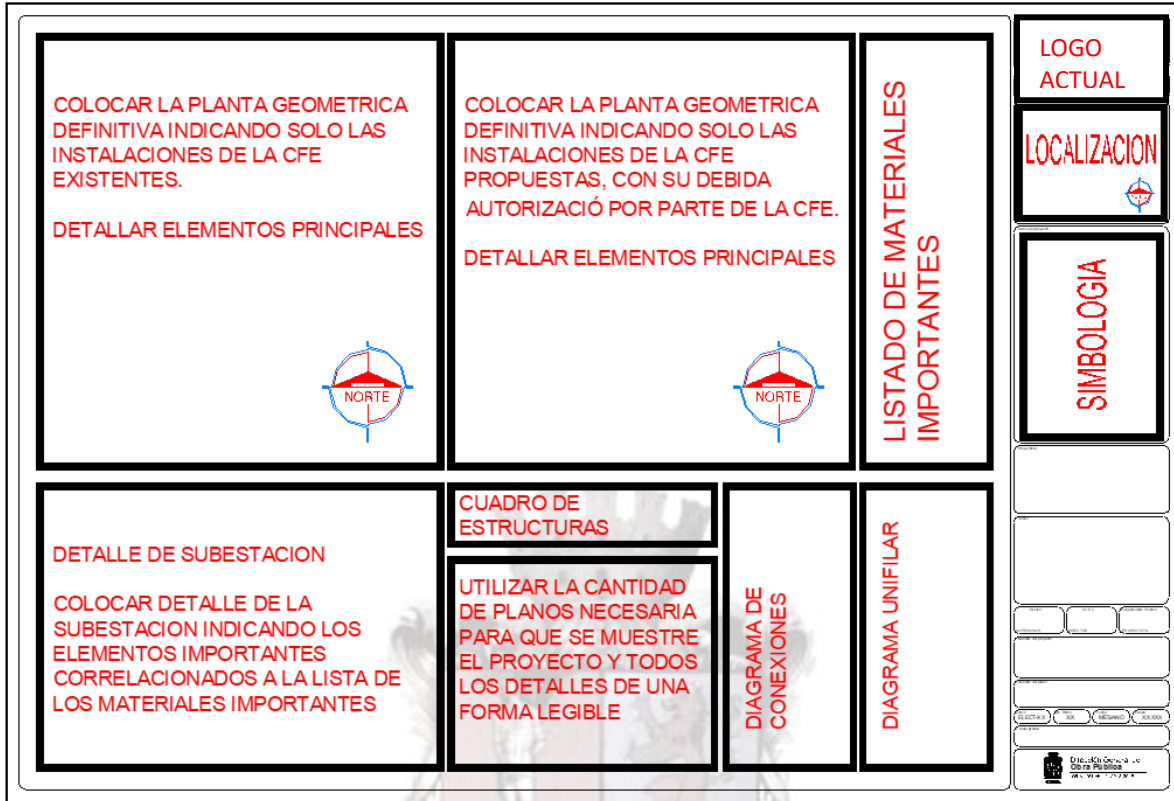 COLOCAR LA PLANTA GEOMETRICA
DEFINITIVA INDICANDO SOLO LAS
INSTALACIONES DE LA CFE
EXISTENTES.
DETALLAR ELEMENTOS PRINCIPALES
NORTE
COLOCAR LA PLANTA GEOMETRICA
DEFINITIVA INDICANDO SOLO LAS
INSTALACIONES DE LA CFE
PROPUESTAS, CON SU DEBIDA
AUTORIZACIÓ POR PARTE DE LA CFE.
DETALLAR ELEMENTOS PRINCIPALES
NORTE
LISTADO DE MATERIALES
IMPORTANTES
DETALLE DE SUBESTACION
COLOCAR DETALLE DE LA
SUBESTACION INDICANDO LOS
ELEMENTOS IMPORTANTES
CORRELACIONADOS A LA LISTA DE
LOS MATERIALES IMPORTANTES
CUADRO DE
ESTRUCTURAS
UTILIZAR LA CANTIDAD
DE PLANOS NECESARIA
PARA QUE SE MUESTRE
EL PROYECTO Y TODOS
LOS DETALLES DE UNA
FORMA LEGIBLE
DIAGRAMA DE
CONEXIONES
DIAGRAMA UNIFILAR
LOGO
ACTUAL
LOCALIZACION
SIMBOLOGIA
ELECT-XX
XX
MES/ANO
XX:XXX
Obra Pública